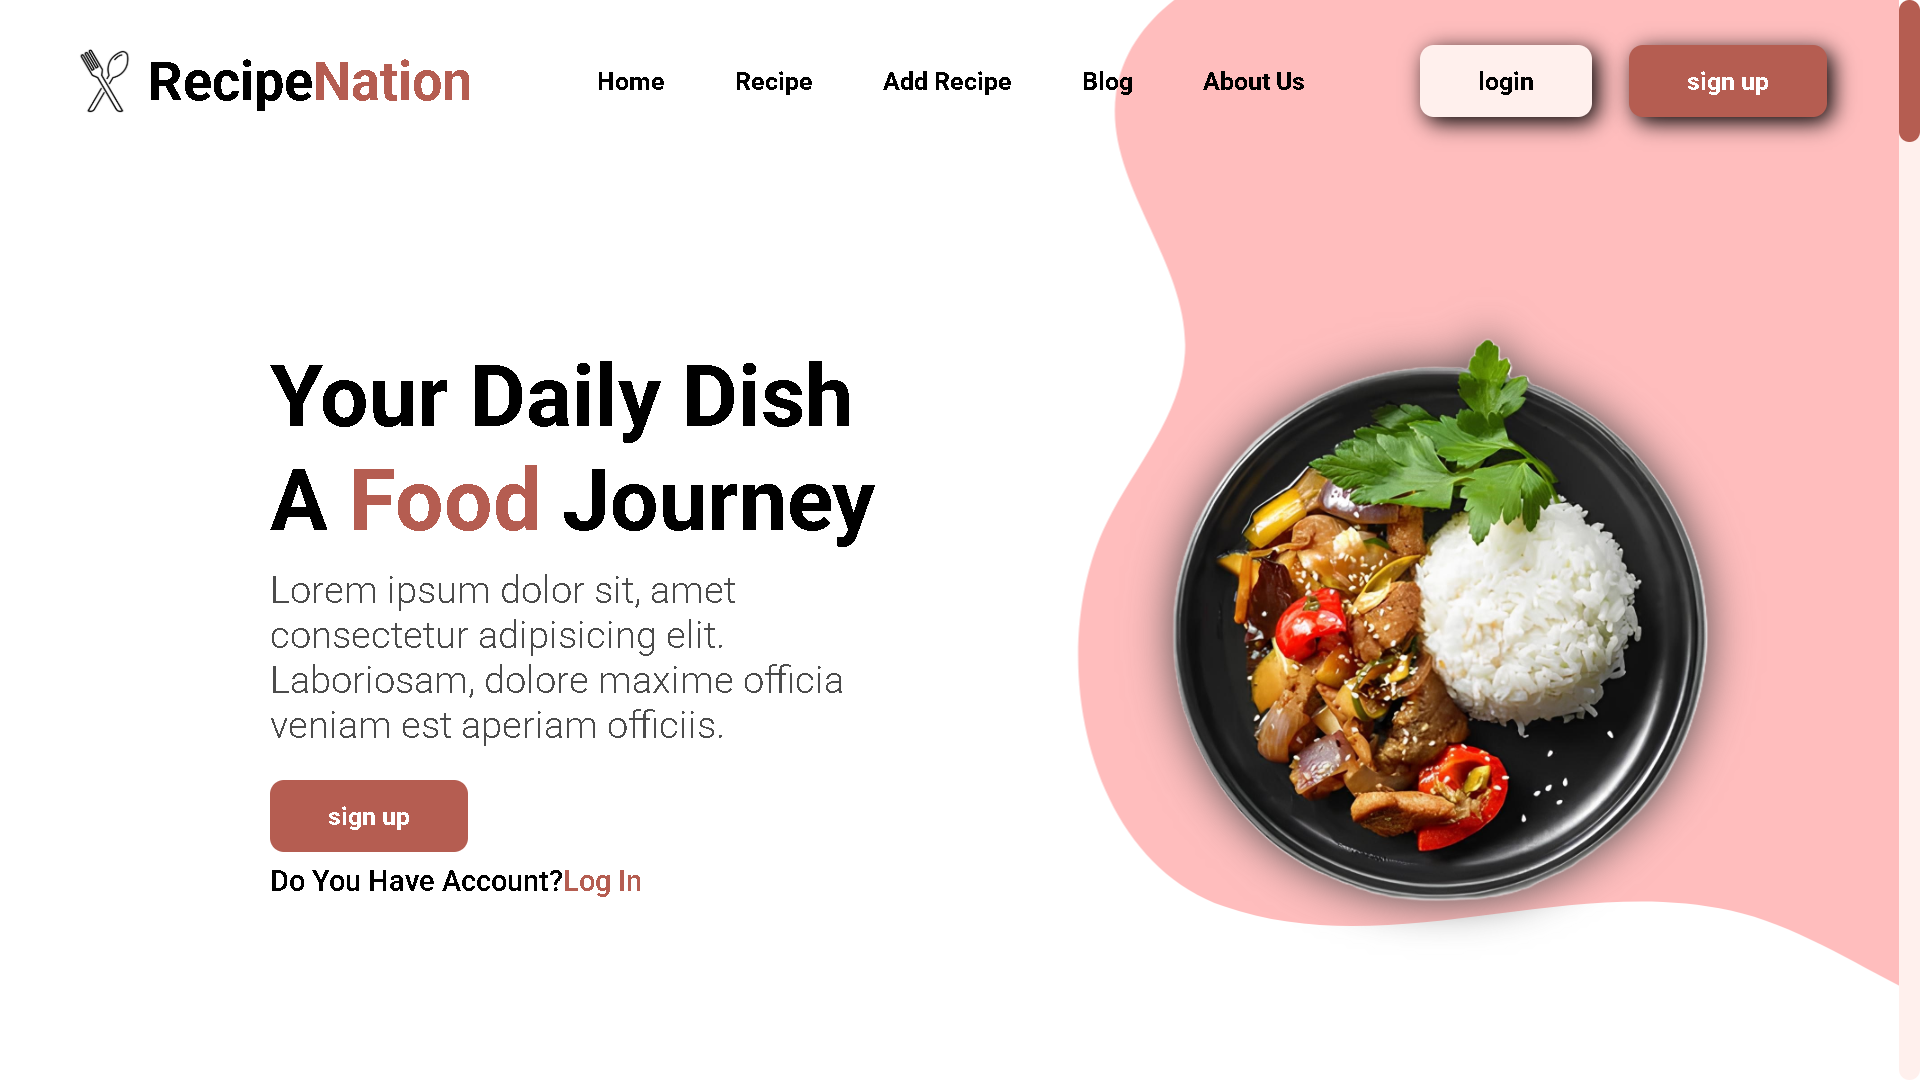 RecipeNation
Home
Recipe
Add Recipe
Blog
About Us
login
sign up
Your Daily Dish
A Food Journey
Lorem ipsum dolor sit, amet
consectetur adipisicing elit.
Laboriosam, dolore maxime officia
veniam est aperiam officiis.
sign up
Do You Have Account?Log In